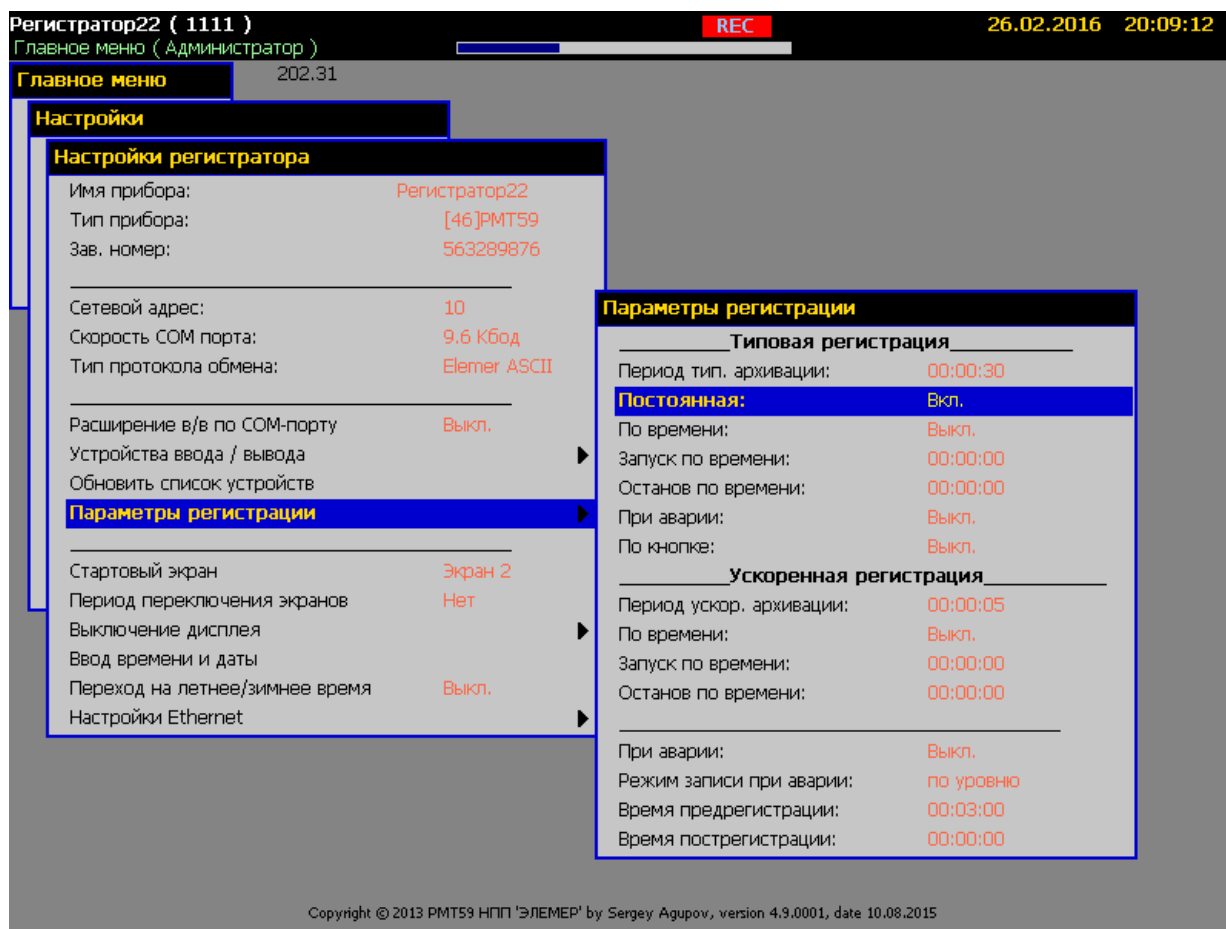 Регистратор22 ( 1111 )
REC
26.02.2016 20:09:12
Главное меню ( Администратор )
Главное меню
202.31
Настройки
Настройки регистратора
Имя прибора: Регистратор22
Тип прибора: [46]РМТ59
Зав. номер: 563289876
Сетевой адрес: 10
Скорость СОМ порта: 9.6 Кбод
Тип протокола обмена: Elemer ASCII
Расширение в/в по СОМ-порту Выкл.
Устройства ввода / вывода
Обновить список устройств
Параметры регистрации
Стартовый экран Экран 2
Период переключения экранов Нет
Выключение дисплея
Ввод времени и даты
Переход на летнее/зимнее время Выкл.
Настройки Ethernet
Параметры регистрации
Типовая регистрация
Период тип. архивации: 00:00:30
Постоянная: Вкл.
По времени: Выкл.
Запуск по времени: 00:00:00
Останов по времени: 00:00:00
При аварии: Выкл.
По кнопке: Выкл.
Ускоренная регистрация
Период ускор. архивации: 00:00:05
По времени: Выкл.
Запуск по времени: 00:00:00
Останов по времени: 00:00:00
При аварии: Выкл.
Режим записи при аварии: по уровню
Время предрегистрации: 00:03:00
Время пострегистрации: 00:00:00
Copyright © 2013 РМТ59 НПП 'ЭЛЕМЕР' by Sergey Agupov, version 4.9.0001, date 10.08.2015